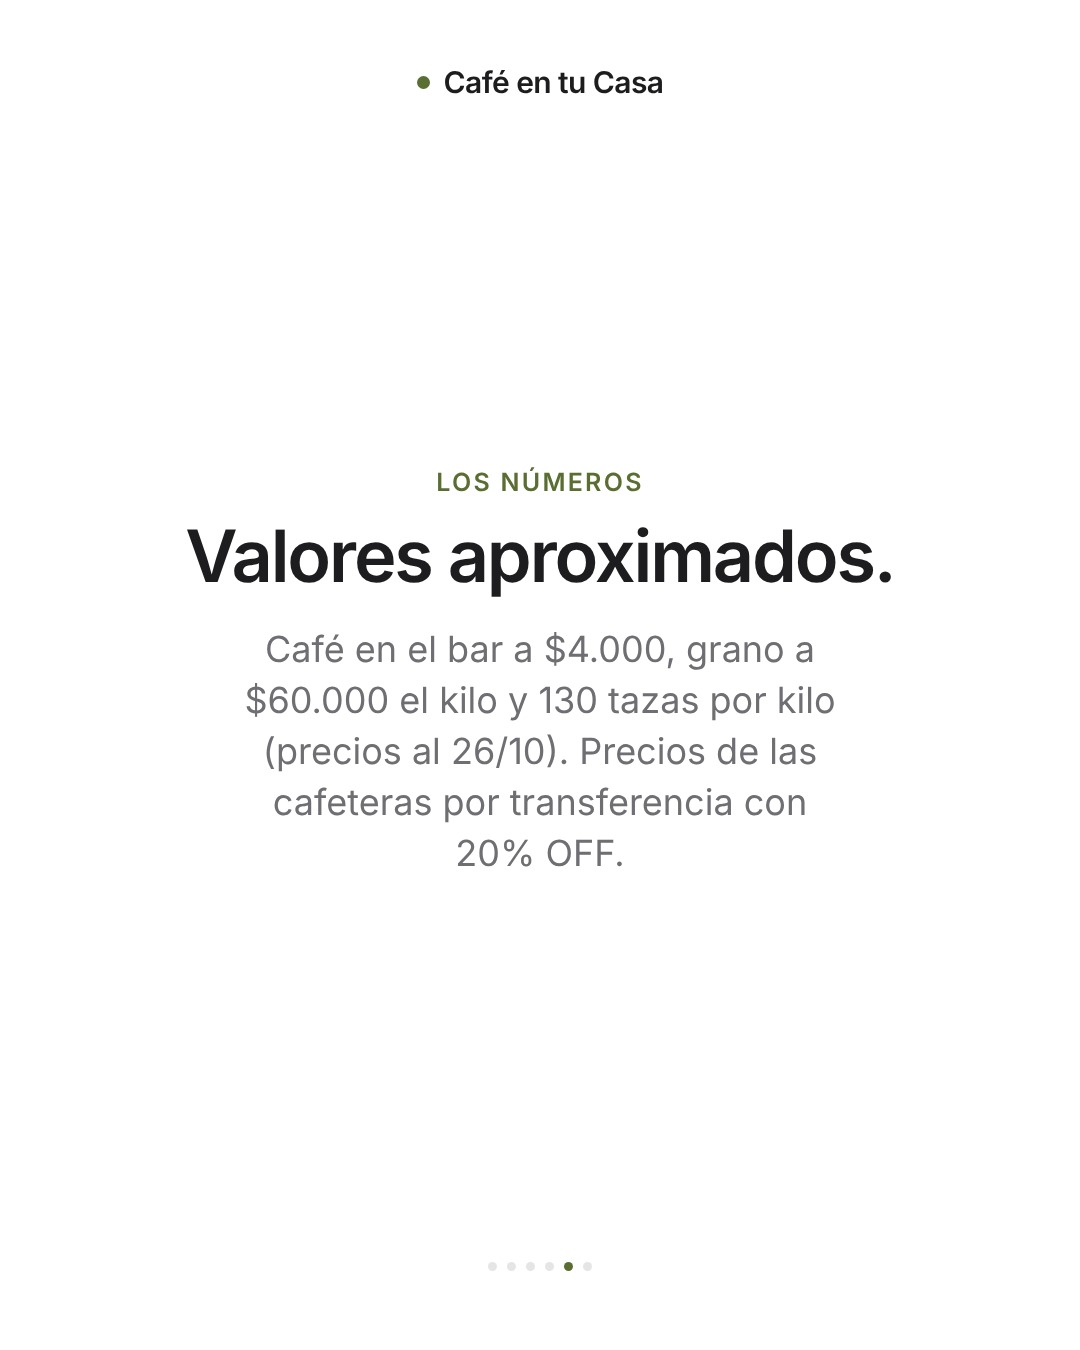 Café en tu Casa
LOS NÚMEROS
Valores aproximados.
Café en el bar a $4.000, grano a
$60.000 el kilo y 130 tazas por kilo
(precios al 26/10). Precios de las
cafeteras por transferencia con
20% OFF.